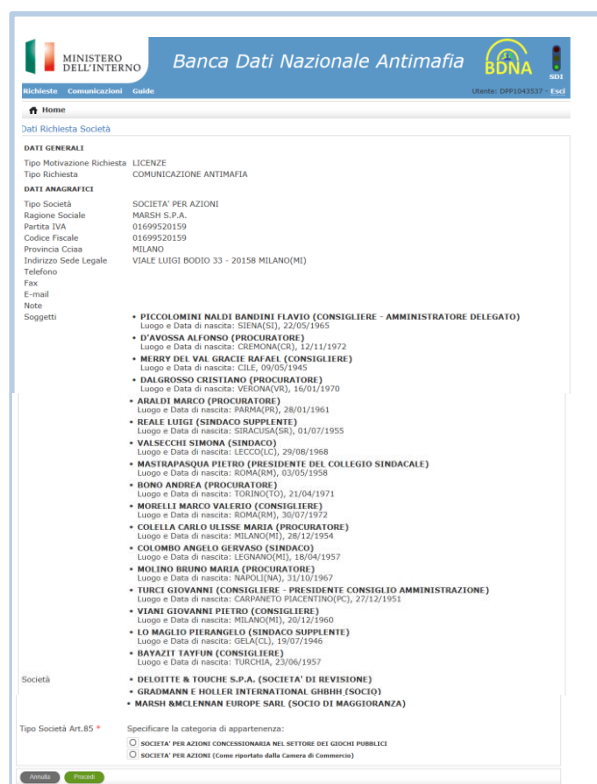 MINISTERO
DELL'INTERNO
Banca Dati Nazionale Antimafia
BDNA
SDI
Richieste Comunicazioni Guide
Utente: DPP1043537 - Esci
Home
Dati Richiesta Società
DATI GENERALI
Tipo Motivazione Richiesta LICENZE
Tipo Richiesta COMUNICAZIONE ANTIMAFIA
DATI ANAGRAFICI
Tipo Società SOCIETA' PER AZIONI
Ragione Sociale MARSH S.P.A.
Partita IVA 01699520159
Codice Fiscale 01699520159
Provincia Cciaa MILANO
Indirizzo Sede Legale VIALE LUIGI BODIO 33 - 20158 MILANO(MI)
Telefono
Fax
E-mail
Note
Soggetti • PICCOLOMINI NALDI BANDINI FLAVIO (CONSIGLIERE - AMMINISTRATORE DELEGATO)
Luogo e Data di nascita: SIENA(SI), 22/05/1965
• D'AVOSSA ALFONSO (PROCURATORE)
Luogo e Data di nascita: CREMONA(CR), 12/11/1972
• MERRY DEL VAL GRACIE RAFAEL (CONSIGLIERE)
Luogo e Data di nascita: CILE, 09/05/1945
• DALGROSSO CRISTIANO (PROCURATORE)
Luogo e Data di nascita: VERONA(VR), 16/01/1970
• ARALDI MARCO (PROCURATORE)
Luogo e Data di nascita: PARMA(PR), 28/01/1961
• REALE LUIGI (SINDACO SUPPLENTE)
Luogo e Data di nascita: SIRACUSA(SR), 01/07/1955
• VALSECCHI SIMONA (SINDACO)
Luogo e Data di nascita: LECCO(LC), 29/08/1968
• MASTRAPASQUA PIETRO (PRESIDENTE DEL COLLEGIO SINDACALE)
Luogo e Data di nascita: ROMA(RM), 03/05/1958
• BONO ANDREA (PROCURATORE)
Luogo e Data di nascita: TORINO(TO), 21/04/1971
• MORELLI MARCO VALERIO (CONSIGLIERE)
Luogo e Data di nascita: ROMA(RM), 30/07/1972
• COLELLA CARLO ULISSE MARIA (PROCURATORE)
Luogo e Data di nascita: MILANO(MI), 28/12/1954
• COLOMBO ANGELO GERVASO (SINDACO)
Luogo e Data di nascita: LEGNANO(MI), 18/04/1957
• MOLINO BRUNO MARIA (PROCURATORE)
Luogo e Data di nascita: NAPOLI(NA), 31/10/1967
• TURCI GIOVANNI (CONSIGLIERE - PRESIDENTE CONSIGLIO AMMINISTRAZIONE)
Luogo e Data di nascita: CARPANETO PIACENTINO(PC), 27/12/1951
• VIANI GIOVANNI PIETRO (CONSIGLIERE)
Luogo e Data di nascita: MILANO(MI), 20/12/1960
• LO MAGLIO PIERANGELO (SINDACO SUPPLENTE)
Luogo e Data di nascita: GELA(CL), 19/07/1946
• BAYAZIT TAYFUN (CONSIGLIERE)
Luogo e Data di nascita: TURCHIA, 23/06/1957
Società • DELOITTE & TOUCHE S.P.A. (SOCIETA' DI REVISIONE)
• GRADMANN E HOLLER INTERNATIONAL GHBHH (SOCIO)
• MARSH &MCLENNAN EUROPE SARL (SOCIO DI MAGGIORANZA)
Tipo Società Art.85 * Specificare la categoria di appartenenza:
SOCIETA' PER AZIONI CONCESSIONARIA NEL SETTORE DEI GIOCHI PUBBLICI
SOCIETA' PER AZIONI (Come riportato dalla Camera di Commercio)
Annulla Procedi